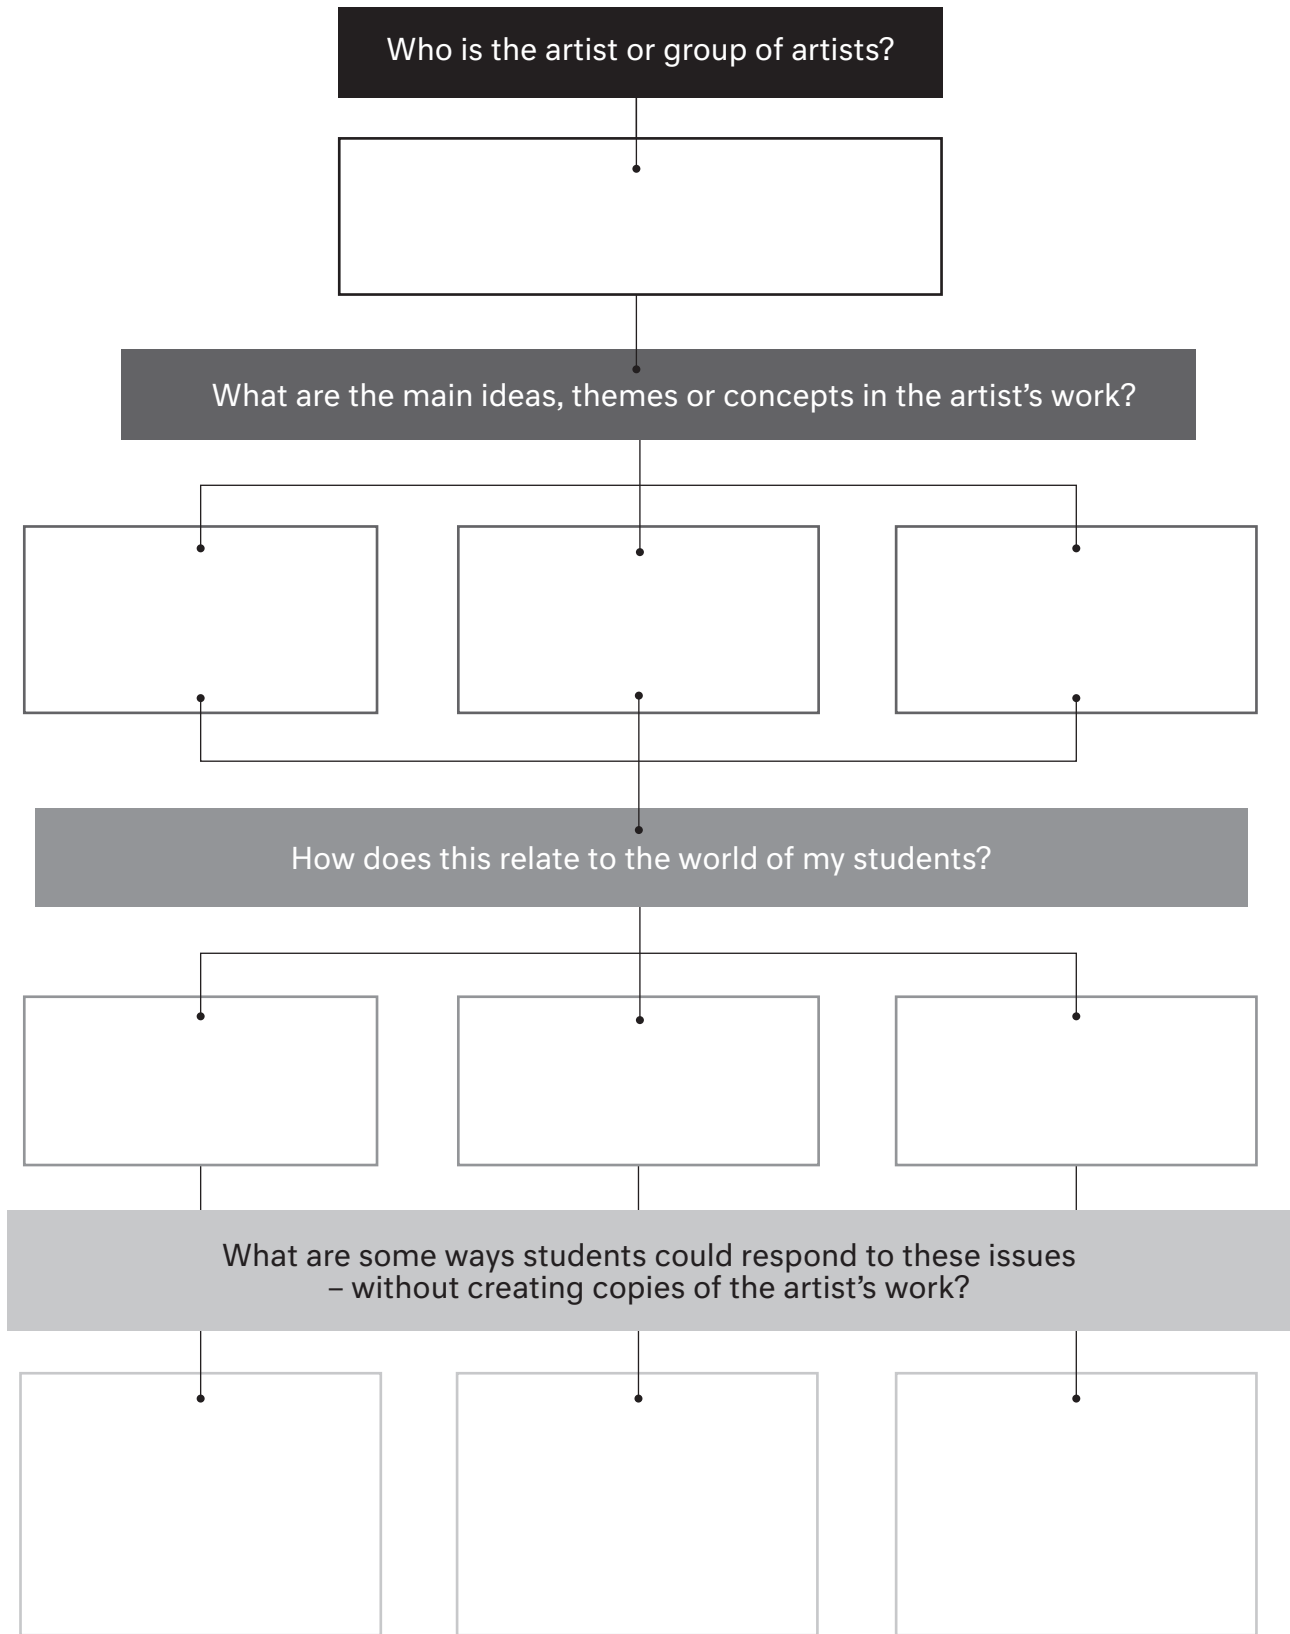 Who is the artist or group of artists?
What are the main ideas, themes or concepts in the artist’s work?
How does this relate to the world of my students?
What are some ways students could respond to these issues
– without creating copies of the artist’s work?